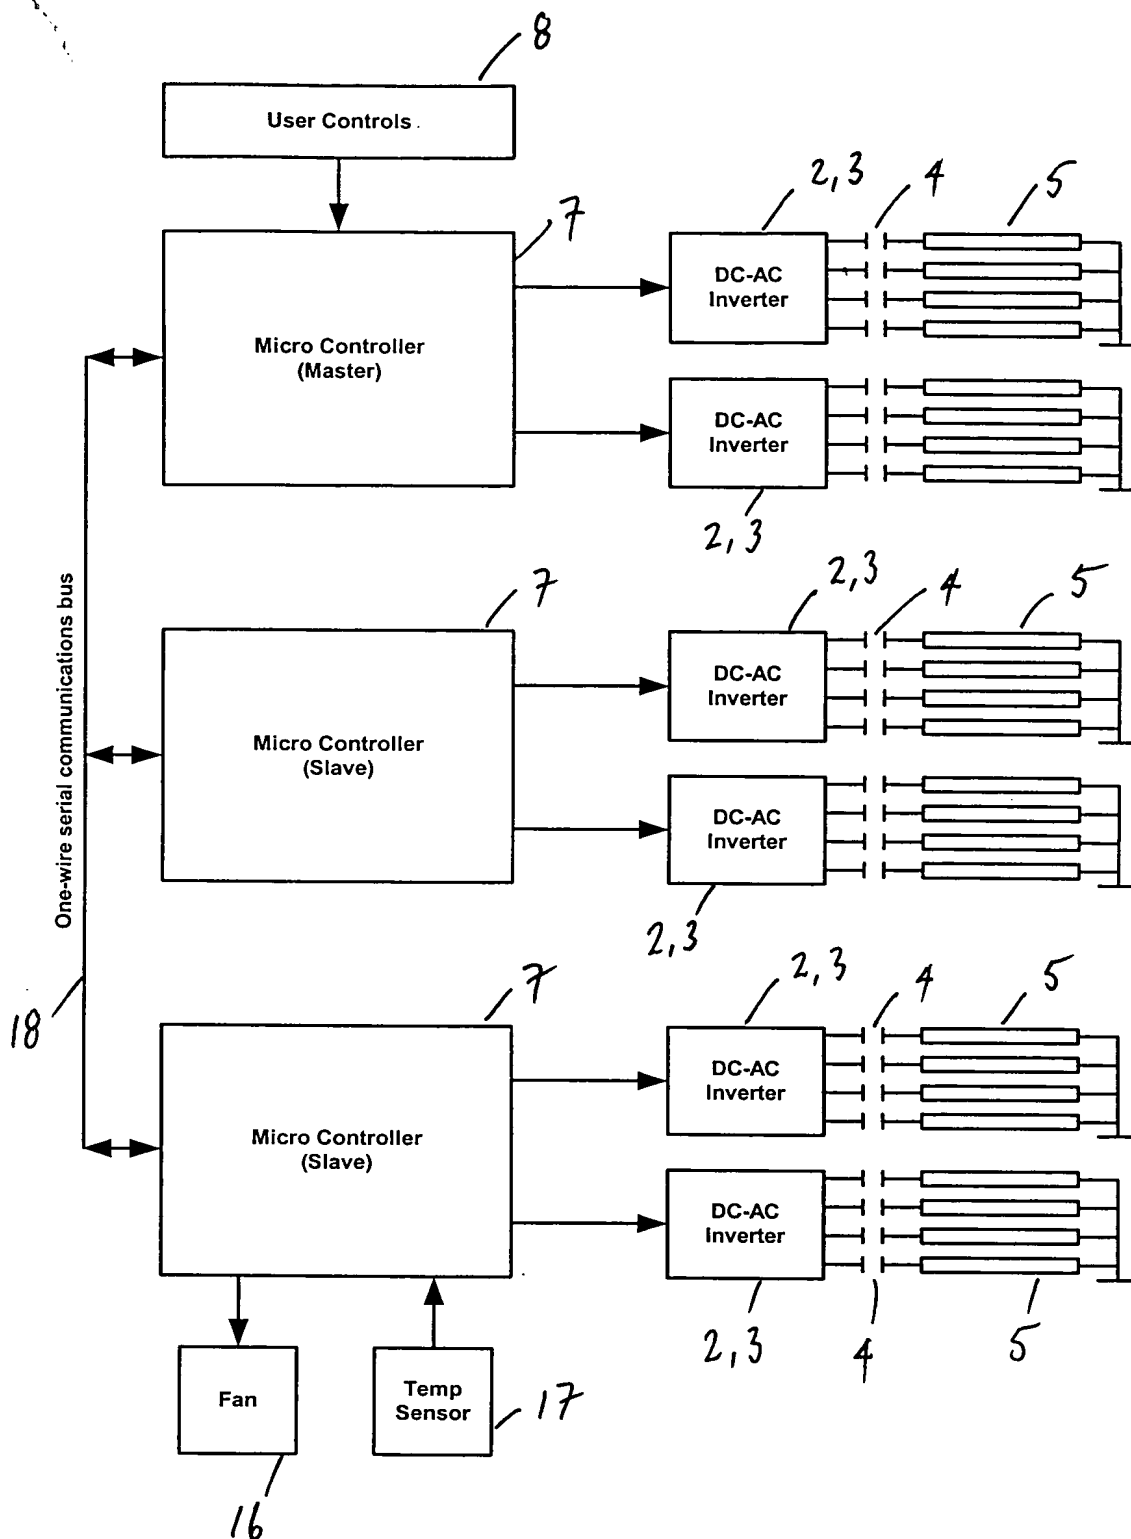 8
User Controls
7
2,3
4
5
DC-AC
Inverter
Micro Controller
(Master)
DC-AC
Inverter
2,3
One-wire serial communications bus
7
2,3
4
5
DC-AC
Inverter
Micro Controller
(Slave)
DC-AC
Inverter
2,3
18
7
2,3
4
5
DC-AC
Inverter
Micro Controller
(Slave)
DC-AC
Inverter
2,3
4
5
Fan
Temp
Sensor
17
16